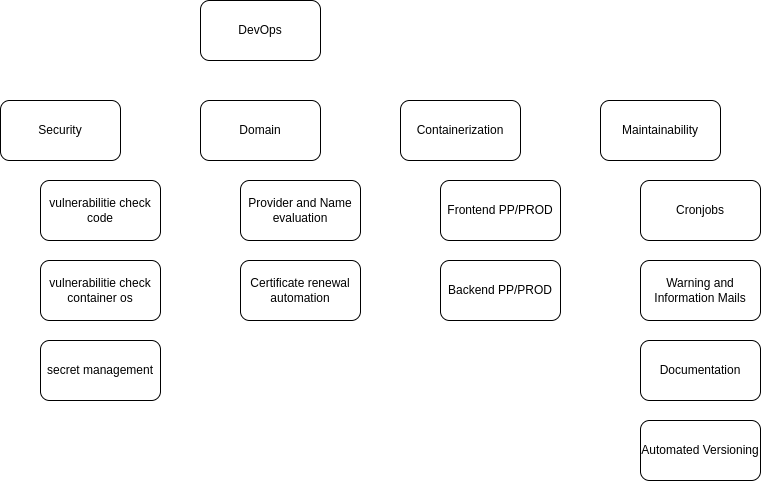 DevOps
Security
Domain
Containerization
Maintainability
vulnerabilitie check
code
Provider and Name
evaluation
Frontend PP/PROD
Cronjobs
vulnerabilitie check
container os
Certificate renewal
automation
Backend PP/PROD
Warning and
Information Mails
secret management
Documentation
Automated Versioning